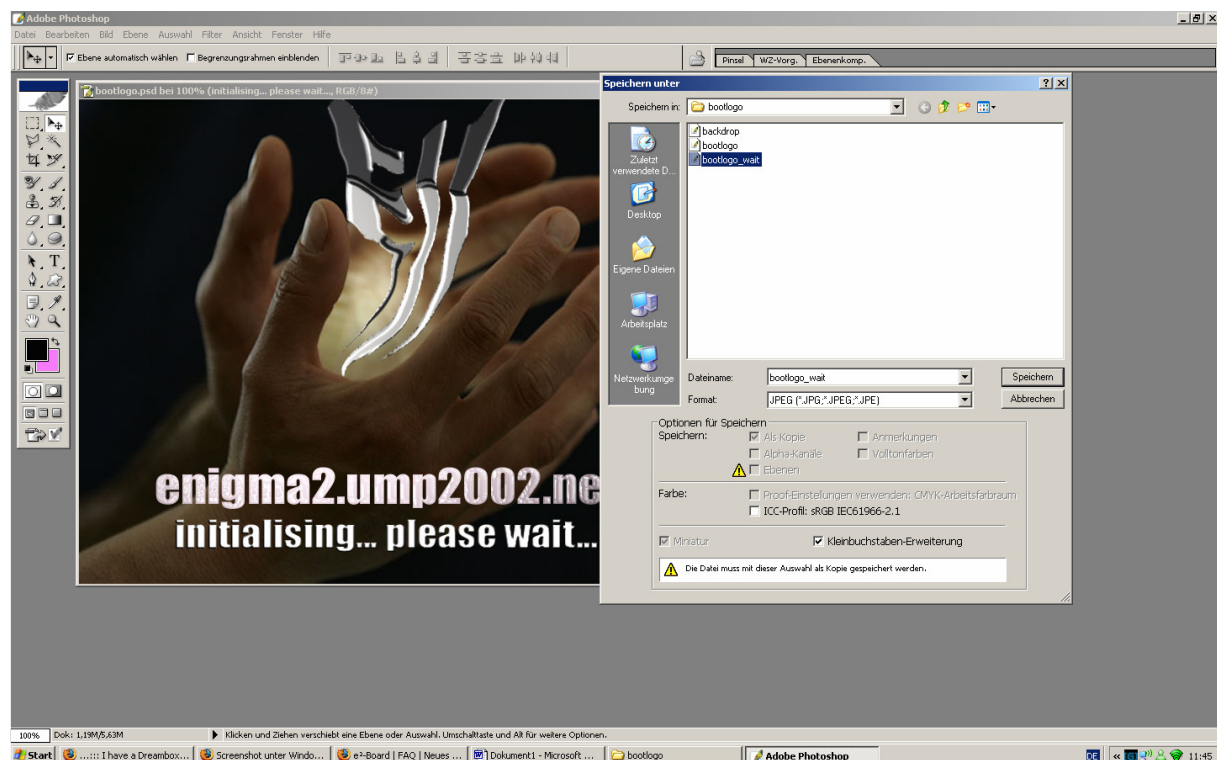 Adobe Photoshop
Datei Bearbeiten Bild Ebene Auswahl Filter Ansicht Fenster Hilfe
Ebene automatisch wählen Begrenzungsrahmen einblenden
Pinsel WZ-Vorg. Ebenenkomp.
bootlogo.psd bei 100% (initialising... please wait..., RGB/8#)
enigma2.ump2002.ne
initialising... please wait...
Speichern unter
Speichern in: bootlogo
Zuletzt verwendete D...
Desktop
Eigene Dateien
Arbeitsplatz
Netzwerkumge
bung
backdrop
bootlogo
bootlogo_wait
Dateiname: bootlogo_wait Speichern
Format: JPEG (*.JPG;*.JPEG;*.JPE) Abbrechen
Optionen für Speichern
Speichern: Als Kopie Anmerkungen
Alpha-Kanäle Volltonfarben
Ebenen
Farbe: Proof-Einstellungen verwenden: CMYK-Arbeitsfarbraum
ICC-Profil: sRGB IEC61966-2.1
Miniatur Kleinbuchstaben-Erweiterung
Die Datei muss mit dieser Auswahl als Kopie gespeichert werden.
100% Dok: 1,19M/5,63M Klicken und Ziehen verschiebt eine Ebene oder Auswahl. Umschalttaste und Alt für weitere Optionen.
Start ...::: I have a Dreambox... Screenshot unter Windo... e²-Board | FAQ | Neues ... Dokument1 - Microsoft ... bootlogo Adobe Photoshop DE 11:45